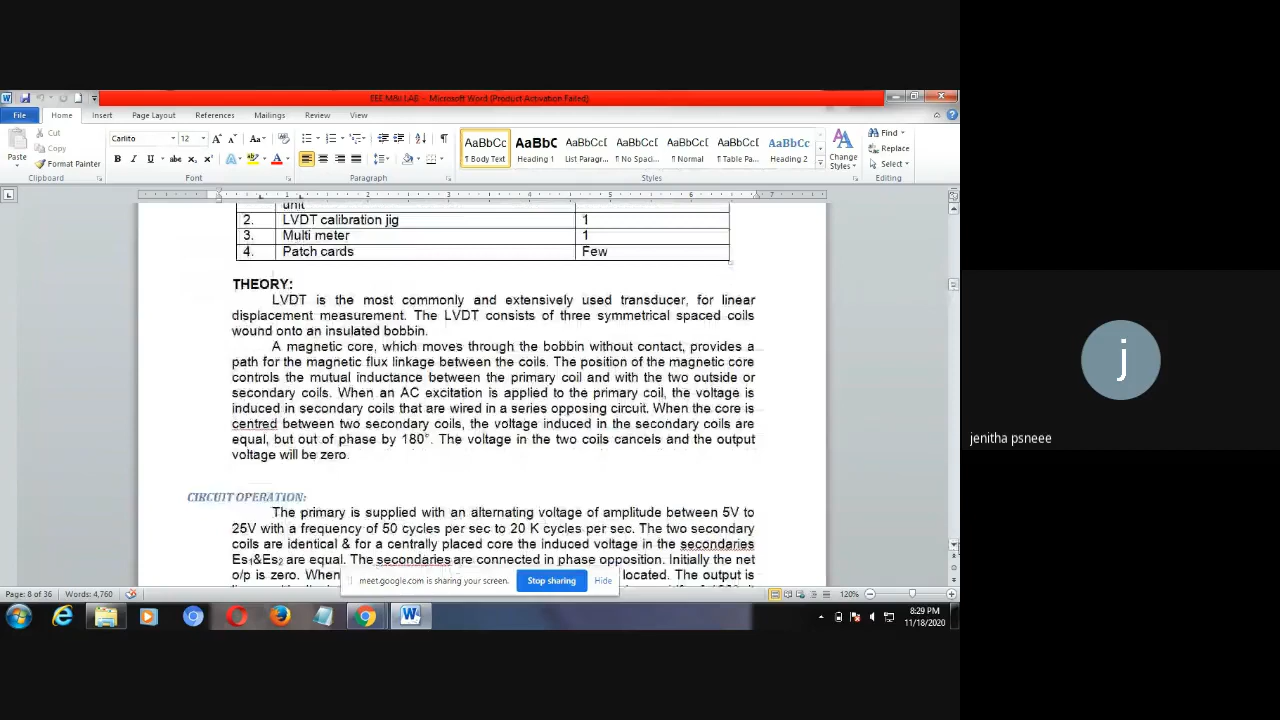 EEE M&I LAB - Microsoft Word (Product Activation Failed)
File Home Insert Page Layout References Mailings Review View
Cut
Copy
Format Painter
Paste
Clipboard
Carlito 12
Font
Paragraph
AaBbCc AaBbC AaBbCc AaBbCc AaBbCc AaBbC AaBbCc
¶ Body Text Heading 1 List Paragr... ¶ No Spaci... ¶ Normal ¶ Table Pa... Heading 2
Change Styles
Styles
Find
Replace
Select
Editing
1 2 3 4 5 6 7
unit
2. LVDT calibration jig 1
3. Multi meter 1
4. Patch cards Few
THEORY:
LVDT is the most commonly and extensively used transducer, for linear
displacement measurement. The LVDT consists of three symmetrical spaced coils
wound onto an insulated bobbin.
A magnetic core, which moves through the bobbin without contact, provides a
path for the magnetic flux linkage between the coils. The position of the magnetic core
controls the mutual inductance between the primary coil and with the two outside or
secondary coils. When an AC excitation is applied to the primary coil, the voltage is
induced in secondary coils that are wired in a series opposing circuit. When the core is
centred between two secondary coils, the voltage induced in the secondary coils are
equal, but out of phase by 180°. The voltage in the two coils cancels and the output
voltage will be zero.
CIRCUIT OPERATION:
The primary is supplied with an alternating voltage of amplitude between 5V to
25V with a frequency of 50 cycles per sec to 20 K cycles per sec. The two secondary
coils are identical & for a centrally placed core the induced voltage in the secondaries
Es1&Es2 are equal. The secondaries are connected in phase opposition. Initially the net
o/p is zero. When located. The output is
meet.google.com is sharing your screen. Stop sharing Hide
Page: 8 of 36 Words: 4,760 120%
8:29 PM
11/18/2020
j
jenitha psneee